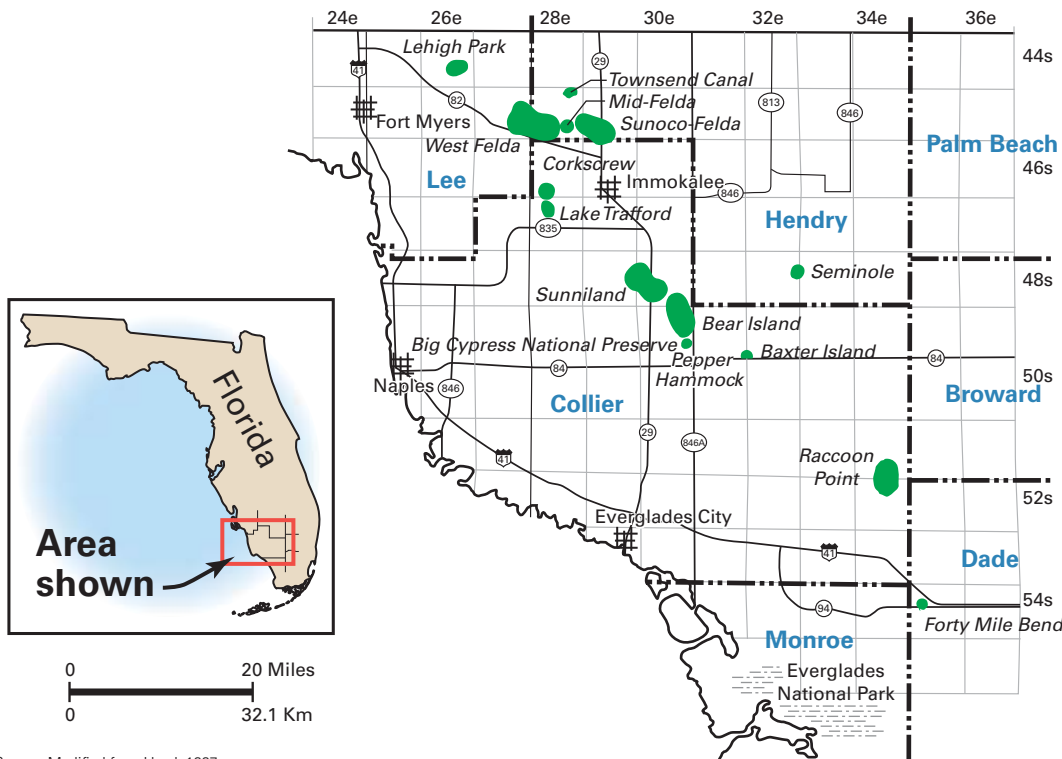 24e 26e 28e 30e 32e 34e 36e
44s
Lehigh Park
41
29
Townsend Canal
82
Mid-Felda
813
846
Fort Myers
Sunoco-Felda
West Felda
Palm Beach
Corkscrew
46s
Lee
Immokalee
846
Lake Trafford
Hendry
835
Seminole
48s
Sunniland
Bear Island
Big Cypress National Preserve
Pepper
Hammock
Baxter Island
84
84
50s
Naples
846
Collier
Broward
29
846A
41
Raccoon
Point
52s
Everglades City
41
Dade
94
54s
Forty Mile Bend
Monroe
Everglades
National Park
Florida
Area
shown
0 20 Miles
0 32.1 Km